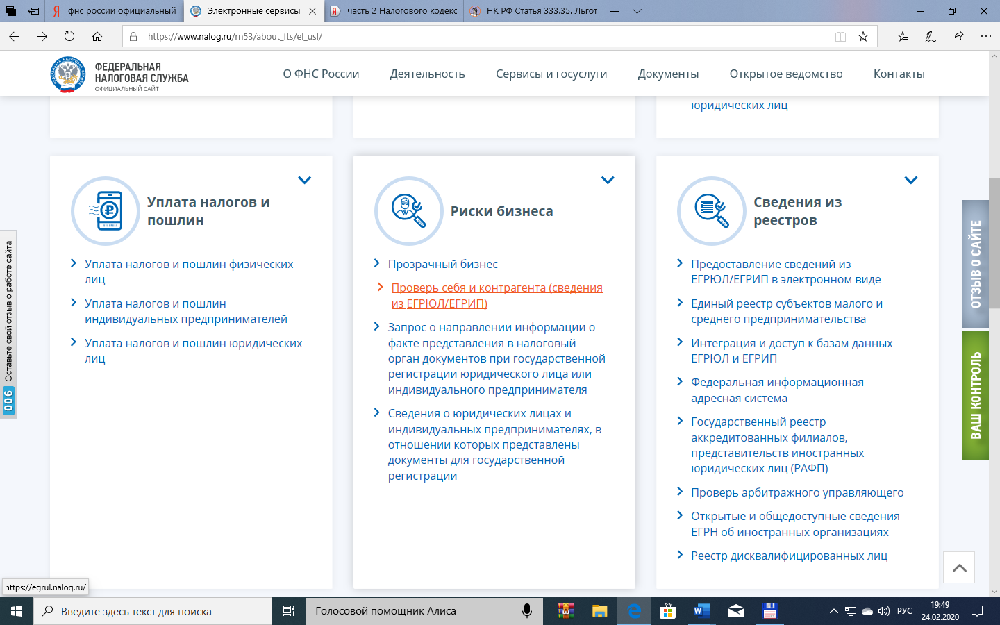 фнс россии официальный
Электронные сервисы
часть 2 Налогового кодекс
НК РФ Статья 333.35. Льгот
https://www.nalog.ru/rn53/about_fts/el_usl/
ФЕДЕРАЛЬНАЯ
НАЛОГОВАЯ СЛУЖБА
ОФИЦИАЛЬНЫЙ САЙТ
О ФНС России
Деятельность
Сервисы и госуслуги
Документы
Открытое ведомство
Контакты
юридических лиц
Уплата налогов и
пошлин
Уплата налогов и пошлин физических
лиц
Уплата налогов и пошлин
индивидуальных предпринимателей
Уплата налогов и пошлин юридических
лиц
Риски бизнеса
Прозрачный бизнес
Проверь себя и контрагента (сведения
из ЕГРЮЛ/ЕГРИП)
Запрос о направлении информации о
факте представления в налоговый
орган документов при государственной
регистрации юридического лица или
индивидуального предпринимателя
Сведения о юридических лицах и
индивидуальных предпринимателях, в
отношении которых представлены
документы для государственной
регистрации
Сведения из
реестров
Предоставление сведений из
ЕГРЮЛ/ЕГРИП в электронном виде
Единый реестр субъектов малого и
среднего предпринимательства
Интеграция и доступ к базам данных
ЕГРЮЛ и ЕГРИП
Федеральная информационная
адресная система
Государственный реестр
аккредитованных филиалов,
представительств иностранных
юридических лиц (РАФП)
Проверь арбитражного управляющего
Открытые и общедоступные сведения
ЕГРН об иностранных организациях
Реестр дисквалифицированных лиц
Оставьте свой отзыв о работе сайта
900
ОТЗЫВ О САЙТЕ
ВАШ КОНТРОЛЬ
https://egrul.nalog.ru/
Введите здесь текст для поиска
Голосовой помощник Алиса
РУС
19:49
24.02.2020